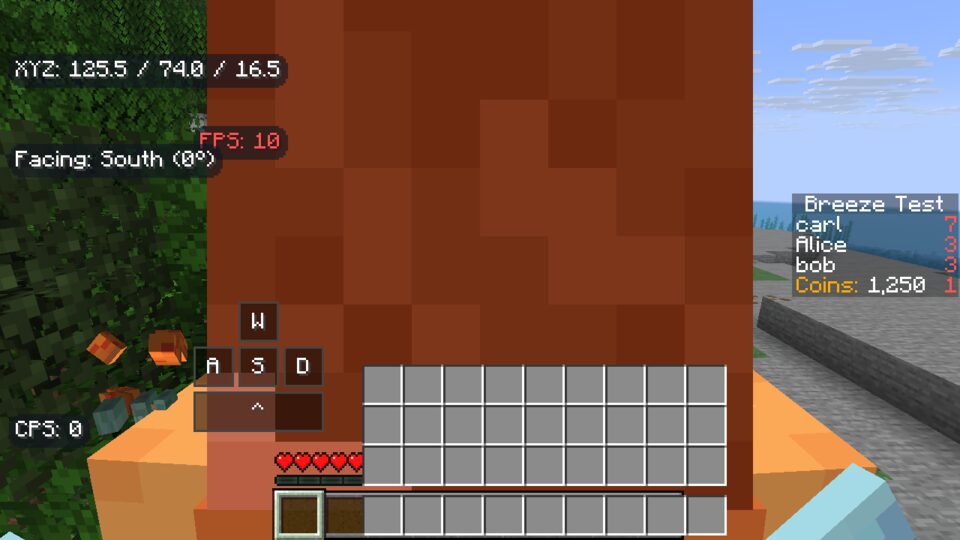 XYZ: 125.5 / 74.0 / 16.5
FPS: 10
Facing: South (0°)
Breeze Test
carl 7
Alice 3
bob 3
Coins: 1,250 1
W
A S D
^
CPS: 0